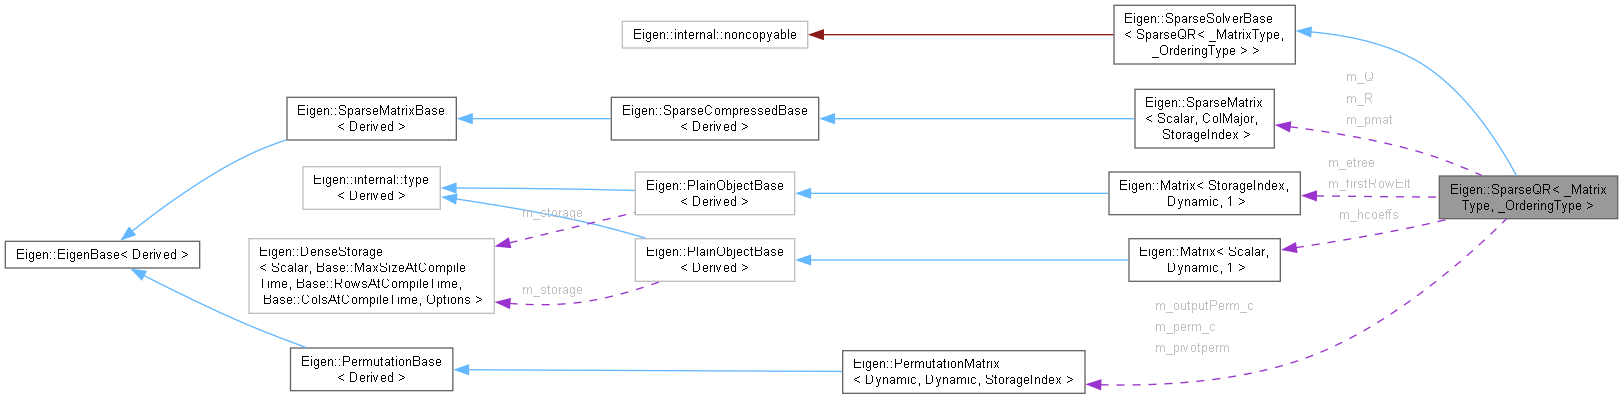 Eigen::SparseSolverBase
< SparseQR< _MatrixType,
_OrderingType > >
Eigen::internal::noncopyable
m_Q
m_R
m_pmat
Eigen::SparseMatrixBase
< Derived >
Eigen::SparseCompressedBase
< Derived >
Eigen::SparseMatrix
< Scalar, ColMajor,
StorageIndex >
Eigen::internal::type
< Derived >
Eigen::PlainObjectBase
< Derived >
Eigen::Matrix< StorageIndex,
Dynamic, 1 >
m_etree
m_firstRowElt
Eigen::SparseQR< _Matrix
Type, _OrderingType >
m_storage
m_hcoeffs
Eigen::EigenBase< Derived >
Eigen::DenseStorage
< Scalar, Base::MaxSizeAtCompile
Time, Base::RowsAtCompileTime,
Base::ColsAtCompileTime, Options >
Eigen::PlainObjectBase
< Derived >
Eigen::Matrix< Scalar,
Dynamic, 1 >
m_storage
m_outputPerm_c
m_perm_c
m_pivotperm
Eigen::PermutationBase
< Derived >
Eigen::PermutationMatrix
< Dynamic, Dynamic, StorageIndex >